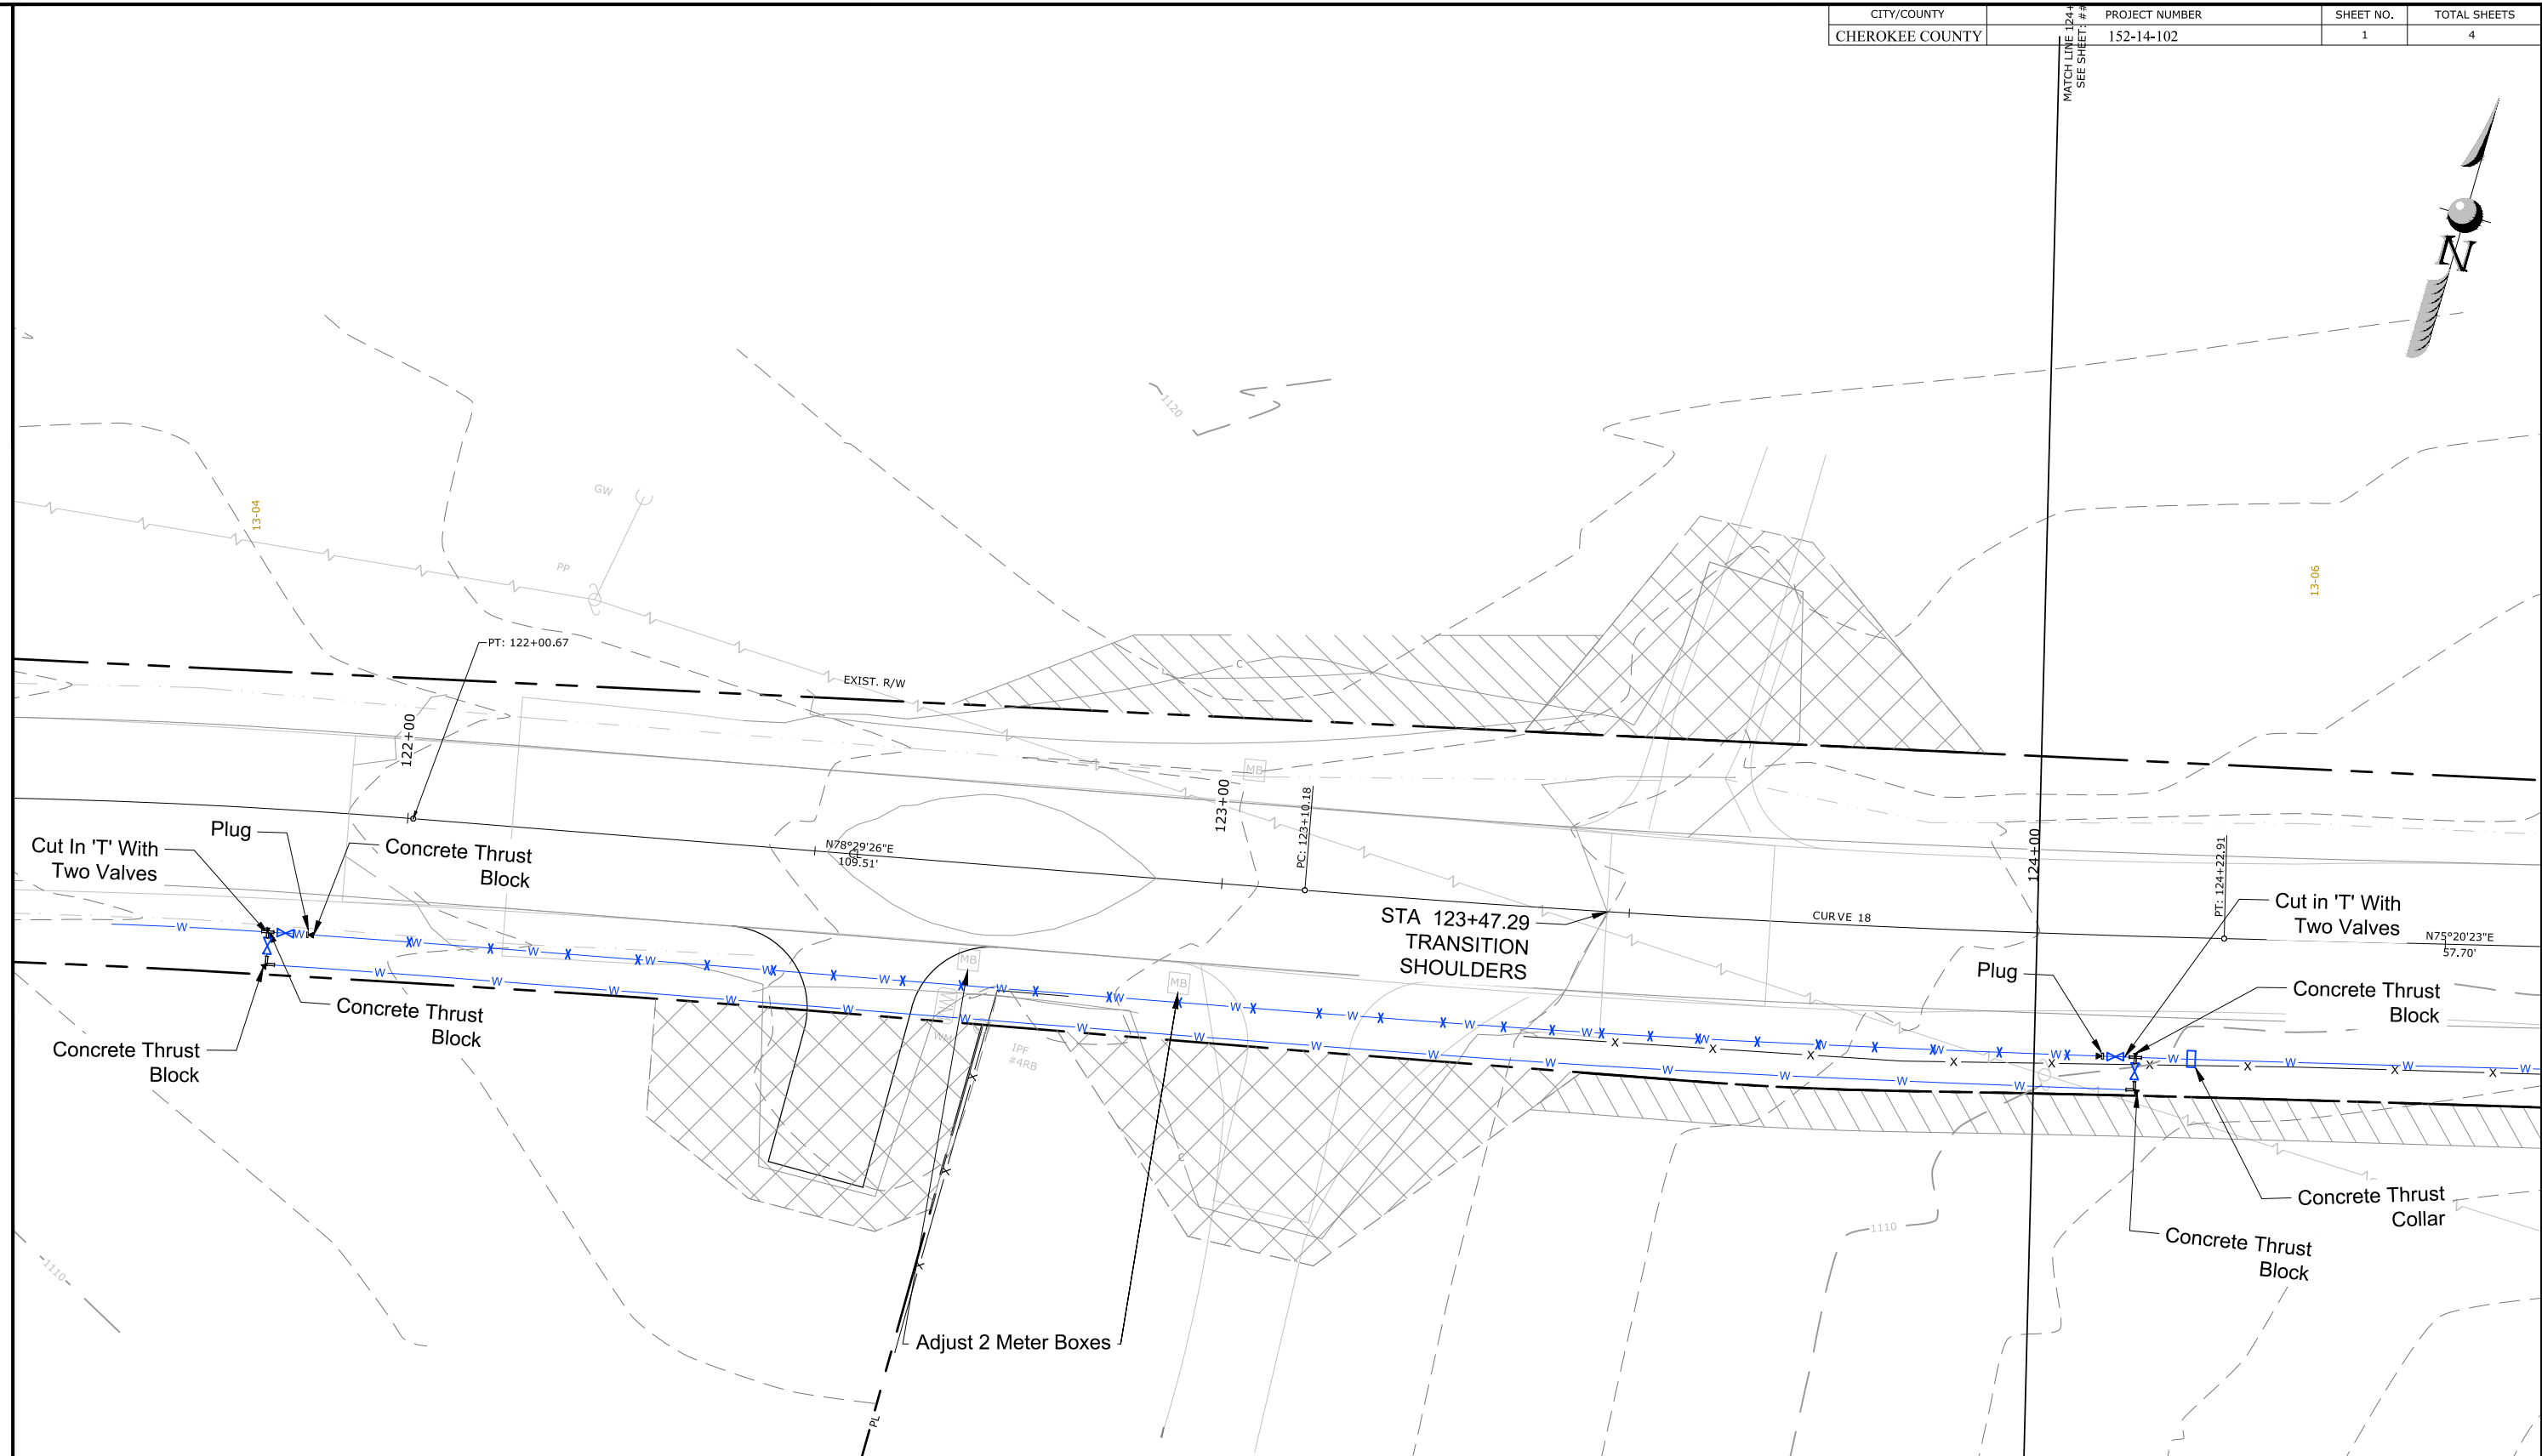 CITY/COUNTY PROJECT NUMBER SHEET NO. TOTAL SHEETS
CHEROKEE COUNTY 152-14-102 1 4
MATCH LINE 124+
SEE SHEET: ##
N
1120
GW
13-04
PP
13-06
PT: 122+00.67
EXIST. R/W
C
122+00
MB
123+00
PC: 123+10.18
Plug
Cut In 'T' With
Two Valves
Concrete Thrust
Block
N78°29'26"E
109.51'
124+00
PT: 124+22.91
STA 123+47.29
TRANSITION
SHOULDERS
CURVE 18
Cut in 'T' With
Two Valves
N75°20'23"E
57.70'
W W W W W W W W W W W W W W W W W W W W
MB
MB
Plug
Concrete Thrust
Block
Concrete Thrust
Block
Concrete Thrust
Block
WM
IPF
#4RB
W W W W W W W W W W W W W W W
X X X X X X X X X X
X
X
X
C
1110
Concrete Thrust
Collar
Concrete Thrust
Block
1110
Adjust 2 Meter Boxes
PL